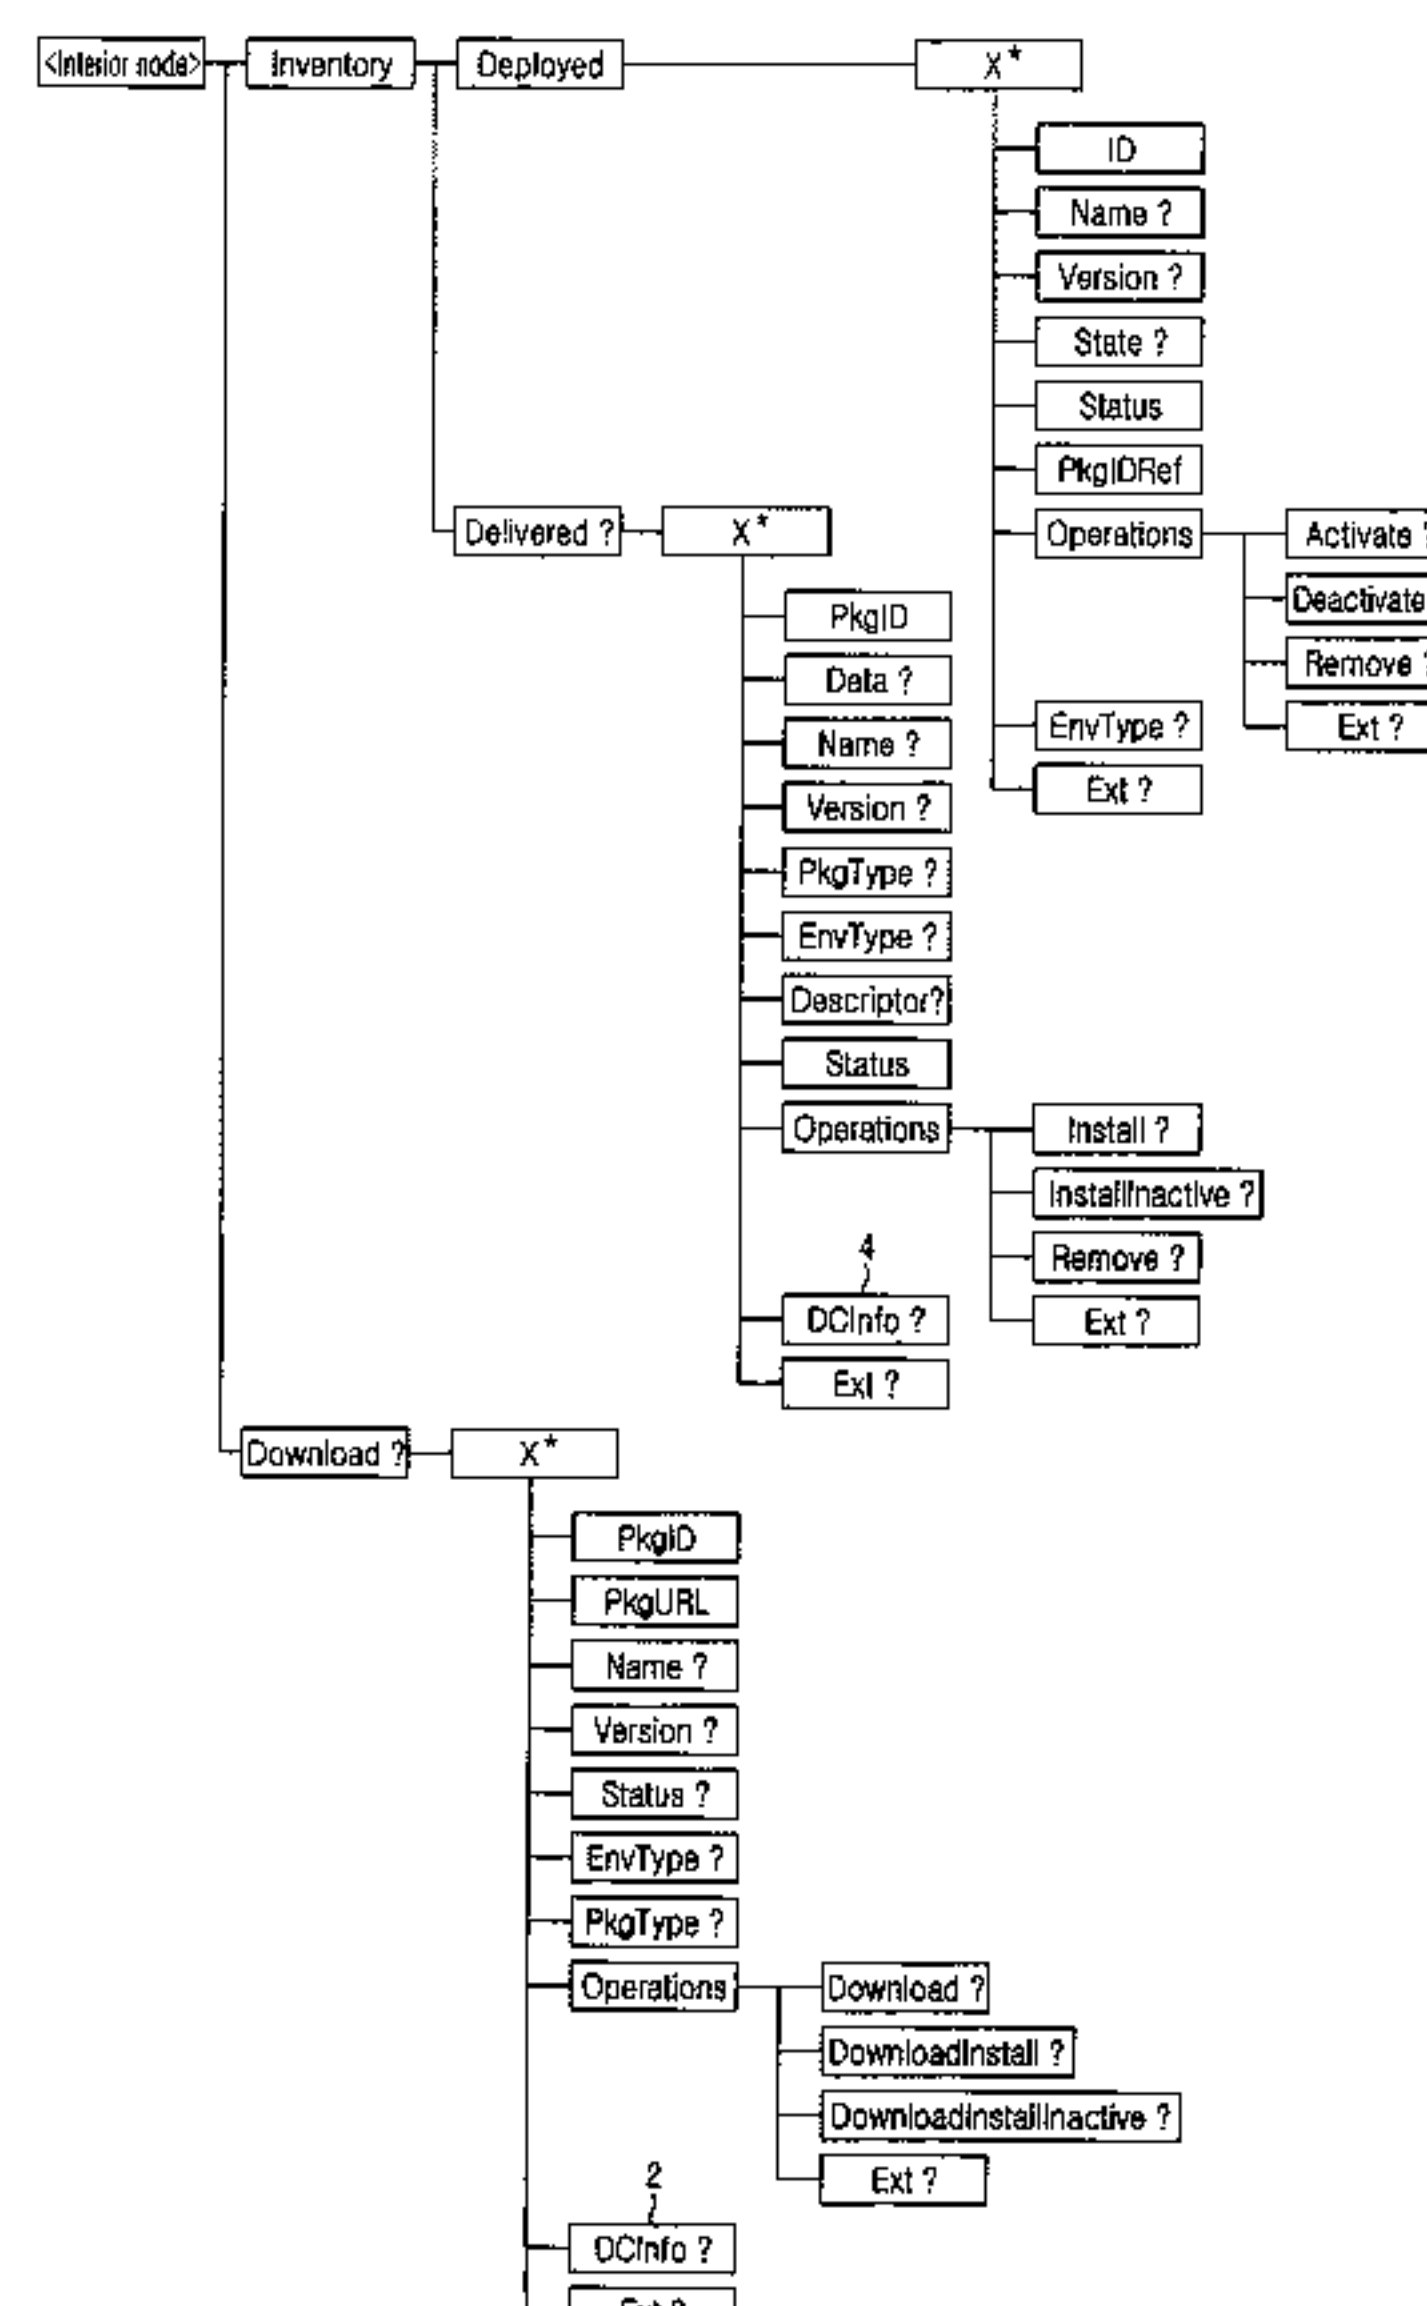 <Interior node> Inventory Deployed X*
ID
Name ?
Version ?
State ?
Status
PkgIDRef
Operations Activate ?
Deactivate
Remove ?
Ext ?
EnvType ?
Ext ?
Delivered ? X*
PkgID
Data ?
Name ?
Version ?
PkgType ?
EnvType ?
Descriptor?
Status
Operations Install ?
InstallInactive ?
Remove ?
Ext ?
4
DCInfo ?
Ext ?
Download ? X*
PkgID
PkgURL
Name ?
Version ?
Status ?
EnvType ?
PkgType ?
Operations Download ?
DownloadInstall ?
DownloadInstallInactive ?
Ext ?
2
DCInfo ?